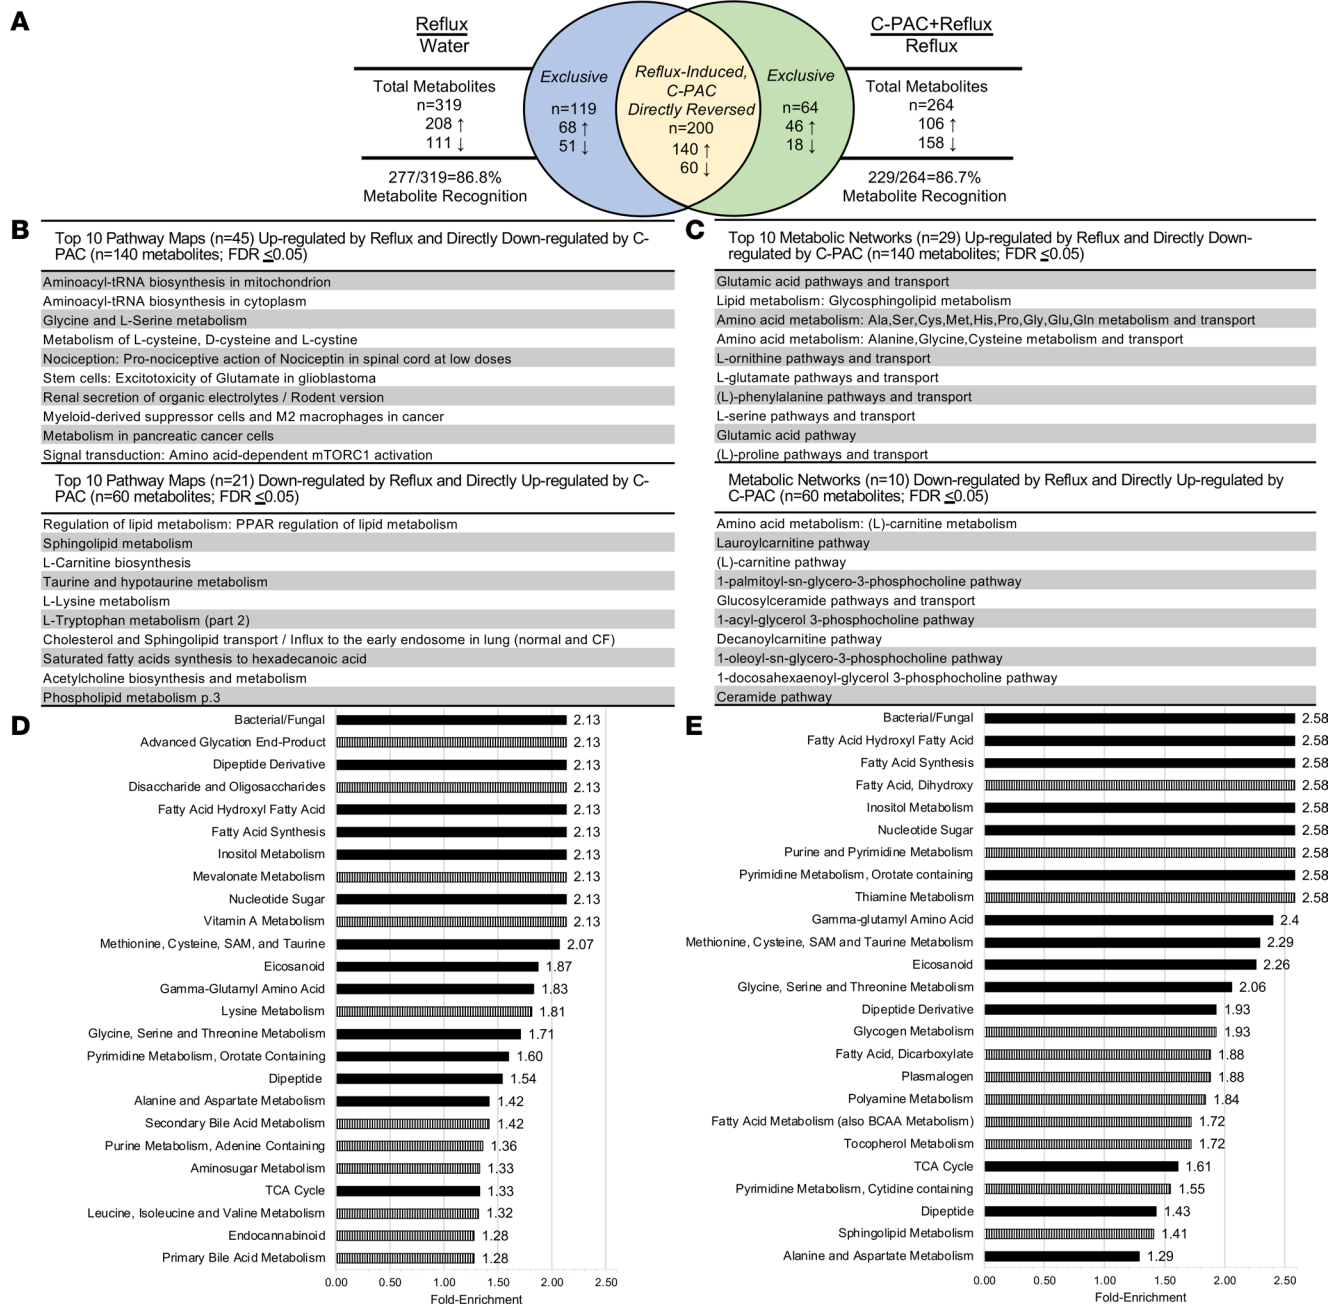 A
Reflux
Water
Total Metabolites
n=319
208 ↑
111 ↓
277/319=86.8%
Metabolite Recognition
Exclusive
n=119
68 ↑
51 ↓
Reflux-Induced,
C-PAC
Directly Reversed
n=200
140 ↑
60 ↓
Exclusive
n=64
46 ↑
18 ↓
C-PAC+Reflux
Reflux
Total Metabolites
n=264
106 ↑
158 ↓
229/264=86.7%
Metabolite Recognition
B
Top 10 Pathway Maps (n=45) Up-regulated by Reflux and Directly Down-regulated by C-
PAC (n=140 metabolites; FDR ≤0.05)
Aminoacyl-tRNA biosynthesis in mitochondrion
Aminoacyl-tRNA biosynthesis in cytoplasm
Glycine and L-Serine metabolism
Metabolism of L-cysteine, D-cysteine and L-cystine
Nociception: Pro-nociceptive action of Nociceptin in spinal cord at low doses
Stem cells: Excitotoxicity of Glutamate in glioblastoma
Renal secretion of organic electrolytes / Rodent version
Myeloid-derived suppressor cells and M2 macrophages in cancer
Metabolism in pancreatic cancer cells
Signal transduction: Amino acid-dependent mTORC1 activation
Top 10 Pathway Maps (n=21) Down-regulated by Reflux and Directly Up-regulated by C-
PAC (n=60 metabolites; FDR ≤0.05)
Regulation of lipid metabolism: PPAR regulation of lipid metabolism
Sphingolipid metabolism
L-Carnitine biosynthesis
Taurine and hypotaurine metabolism
L-Lysine metabolism
L-Tryptophan metabolism (part 2)
Cholesterol and Sphingolipid transport / Influx to the early endosome in lung (normal and CF)
Saturated fatty acids synthesis to hexadecanoic acid
Acetylcholine biosynthesis and metabolism
Phospholipid metabolism p.3
C
Top 10 Metabolic Networks (n=29) Up-regulated by Reflux and Directly Down-
regulated by C-PAC (n=140 metabolites; FDR ≤0.05)
Glutamic acid pathways and transport
Lipid metabolism: Glycosphingolipid metabolism
Amino acid metabolism: Ala,Ser,Cys,Met,His,Pro,Gly,Glu,Gln metabolism and transport
Amino acid metabolism: Alanine,Glycine,Cysteine metabolism and transport
L-ornithine pathways and transport
L-glutamate pathways and transport
(L)-phenylalanine pathways and transport
L-serine pathways and transport
Glutamic acid pathway
(L)-proline pathways and transport
Metabolic Networks (n=10) Down-regulated by Reflux and Directly Up-regulated by
C-PAC (n=60 metabolites; FDR ≤0.05)
Amino acid metabolism: (L)-carnitine metabolism
Lauroylcarnitine pathway
(L)-carnitine pathway
1-palmitoyl-sn-glycero-3-phosphocholine pathway
Glucosylceramide pathways and transport
1-acyl-glycerol 3-phosphocholine pathway
Decanoylcarnitine pathway
1-oleoyl-sn-glycero-3-phosphocholine pathway
1-docosahexaenoyl-glycerol 3-phosphocholine pathway
Ceramide pathway
D
Bacterial/Fungal 2.13
Advanced Glycation End-Product 2.13
Dipeptide Derivative 2.13
Disaccharide and Oligosaccharides 2.13
Fatty Acid Hydroxyl Fatty Acid 2.13
Fatty Acid Synthesis 2.13
Inositol Metabolism 2.13
Mevalonate Metabolism 2.13
Nucleotide Sugar 2.13
Vitamin A Metabolism 2.13
Methionine, Cysteine, SAM, and Taurine 2.07
Eicosanoid 1.87
Gamma-Glutamyl Amino Acid 1.83
Lysine Metabolism 1.81
Glycine, Serine and Threonine Metabolism 1.71
Pyrimidine Metabolism, Orotate Containing 1.60
Dipeptide 1.54
Alanine and Aspartate Metabolism 1.42
Secondary Bile Acid Metabolism 1.42
Purine Metabolism, Adenine Containing 1.36
Aminosugar Metabolism 1.33
TCA Cycle 1.33
Leucine, Isoleucine and Valine Metabolism 1.32
Endocannabinoid 1.28
Primary Bile Acid Metabolism 1.28
0.00 0.50 1.00 1.50 2.00 2.50
Fold-Enrichment
E
Bacterial/Fungal 2.58
Fatty Acid Hydroxyl Fatty Acid 2.58
Fatty Acid Synthesis 2.58
Fatty Acid, Dihydroxy 2.58
Inositol Metabolism 2.58
Nucleotide Sugar 2.58
Purine and Pyrimidine Metabolism 2.58
Pyrimidine Metabolism, Orotate containing 2.58
Thiamine Metabolism 2.58
Gamma-glutamyl Amino Acid 2.4
Methionine, Cysteine, SAM and Taurine Metabolism 2.29
Eicosanoid 2.26
Glycine, Serine and Threonine Metabolism 2.06
Dipeptide Derivative 1.93
Glycogen Metabolism 1.93
Fatty Acid, Dicarboxylate 1.88
Plasmalogen 1.88
Polyamine Metabolism 1.84
Fatty Acid Metabolism (also BCAA Metabolism) 1.72
Tocopherol Metabolism 1.72
TCA Cycle 1.61
Pyrimidine Metabolism, Cytidine containing 1.55
Dipeptide 1.43
Sphingolipid Metabolism 1.41
Alanine and Aspartate Metabolism 1.29
0.00 0.50 1.00 1.50 2.00 2.50
Fold-Enrichment